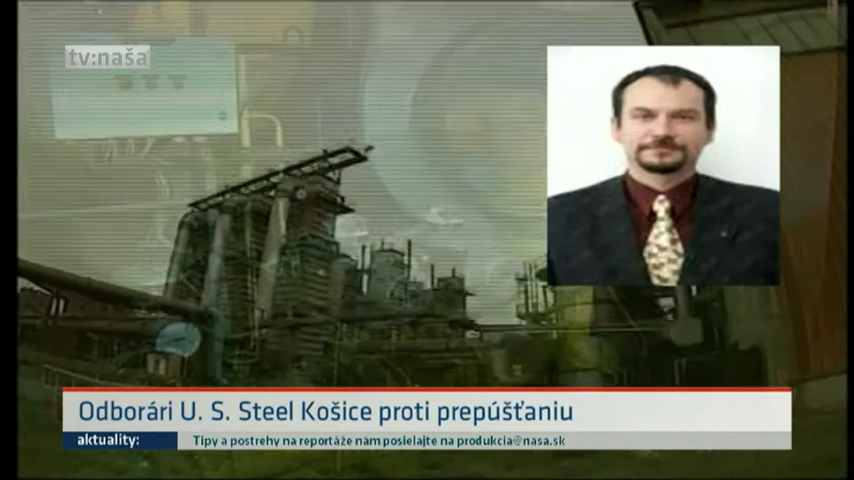 tv:naša
Odborári U. S. Steel Košice proti prepúšťaniu
aktuality: Tipy a postrehy na reportáže nám posielajte na produkcia@nasa.sk